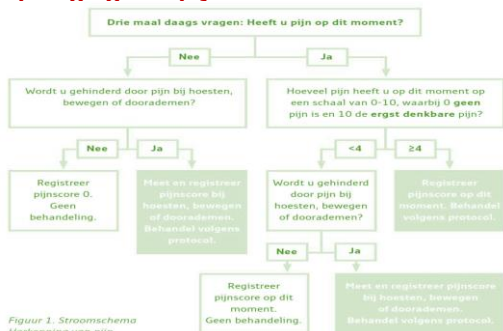 Drie maal daags vragen: Heeft u pijn op dit moment?
Nee
Ja
Wordt u gehinderd door pijn bij hoesten,
bewegen of doorademen?
Hoeveel pijn heeft u op dit moment op
een schaal van 0-10, waarbij 0 geen
pijn is en 10 de ergst denkbare pijn?
Nee
Ja
<4
≥4
Registreer
pijnscore 0.
Geen
behandeling.
Meet en registreer
pijnscore bij
hoesten, bewegen
of doorademen.
Behandel volgens
protocol.
Wordt u gehinderd
door pijn bij
hoesten, bewegen
of doorademen?
Registreer
pijnscore op dit
moment. Behandel
volgens protocol.
Nee
Ja
Registreer
pijnscore op dit
moment.
Geen behandeling.
Meet en registreer pijnscore
bij hoesten, bewegen
of doorademen.
Behandel volgens protocol.
Figuur 1. Stroomschema